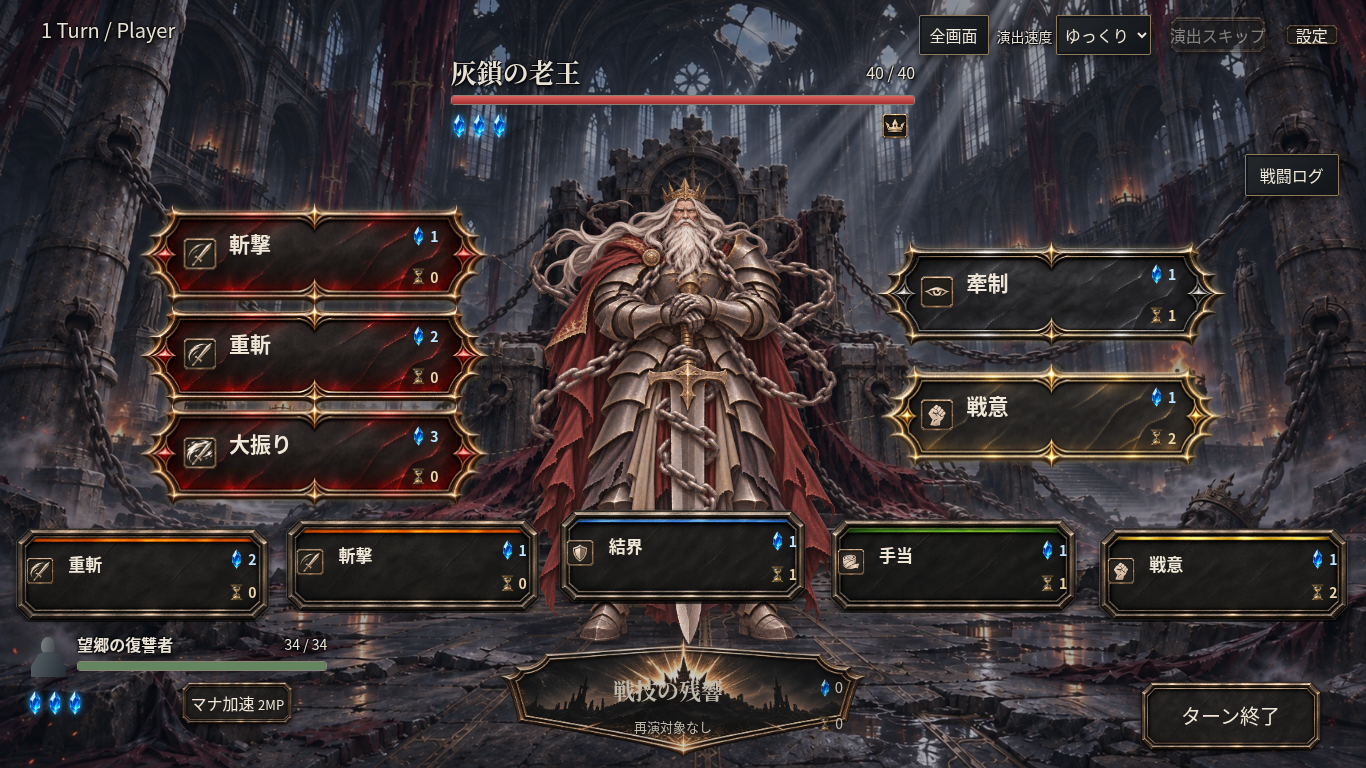 1 Turn / Player
全画面 演出速度 ゆっくり 演出スキップ 設定
灰鎖の老王 40 / 40
戦闘ログ
斬撃 1
0
重斬 2
0
大振り 3
0
牽制 1
1
戦意 1
2
重斬 2
0
斬撃 1
0
結界 1
1
手当 1
1
戦意 1
2
望郷の復讐者 34 / 34
マナ加速 2MP
戦技の残響 0
再演対象なし 0
ターン終了